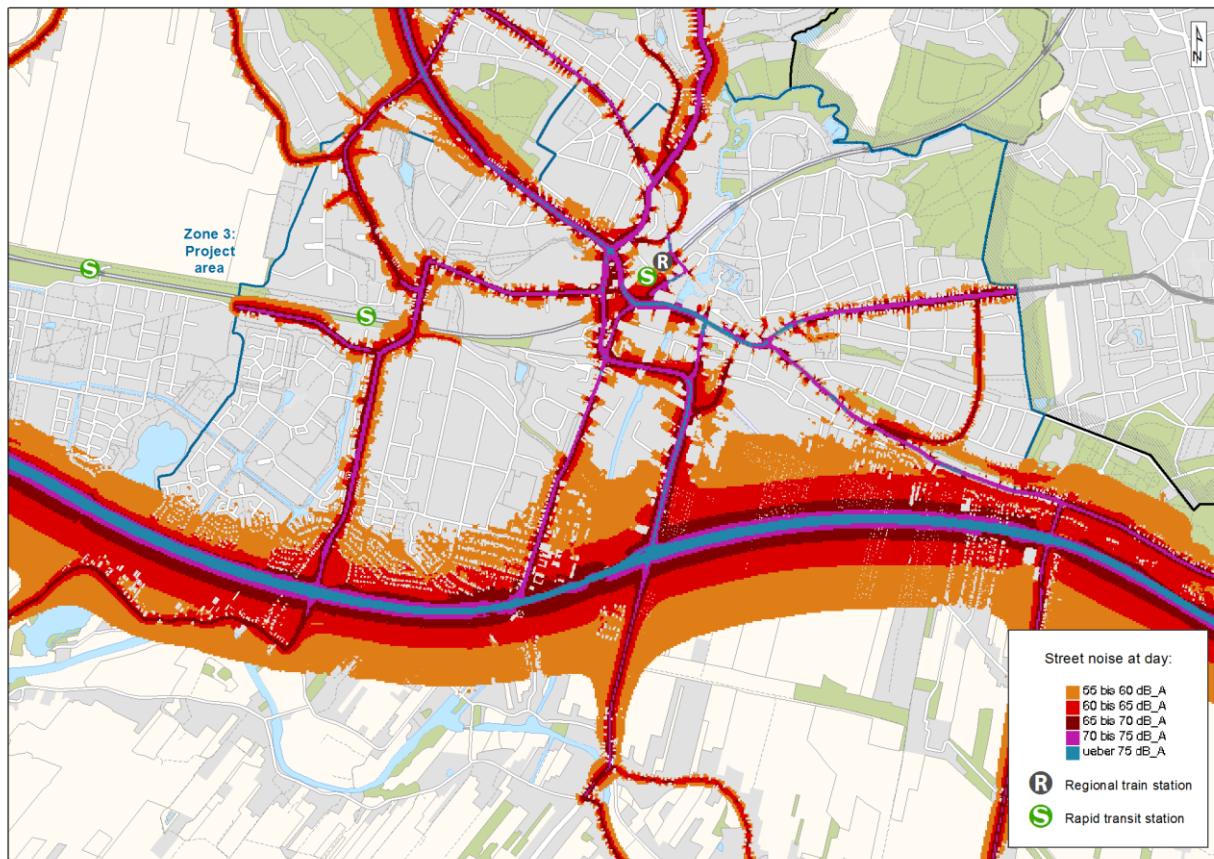 N
Zone 3:
Project
area
S
R
S
S
Street noise at day:
55 bis 60 dB_A
60 bis 65 dB_A
65 bis 70 dB_A
70 bis 75 dB_A
ueber 75 dB_A
R Regional train station
S Rapid transit station